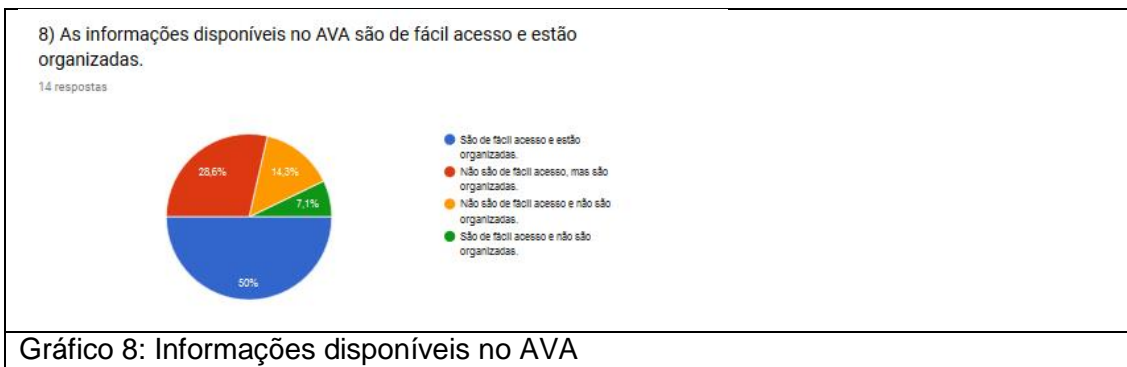 8) As informações disponíveis no AVA são de fácil acesso e estão
organizadas.
14 respostas
São de fácil acesso e estão
organizadas.
Não são de fácil acesso, mas são
organizadas.
Não são de fácil acesso e não são
organizadas.
São de fácil acesso e não são
organizadas.
28,6%
14,3%
7,1%
50%
Gráfico 8: Informações disponíveis no AVA